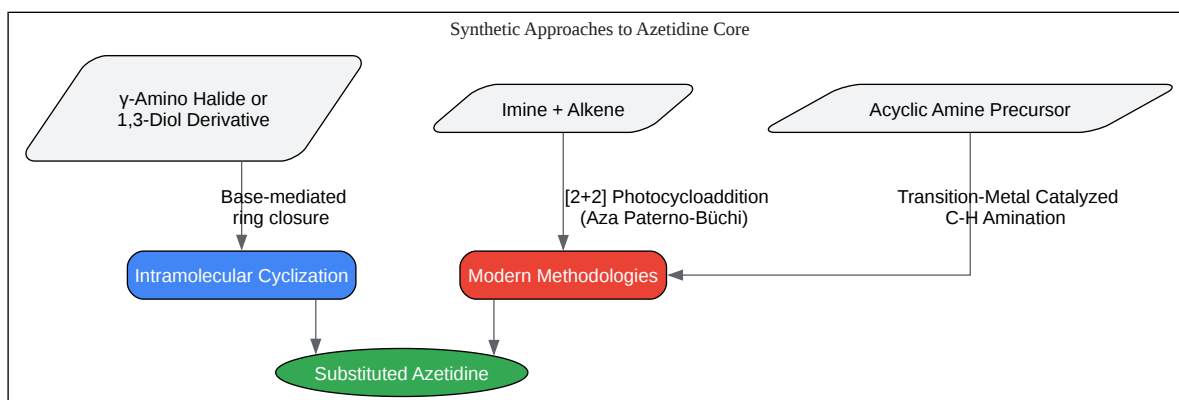 Synthetic Approaches to Azetidine Core
γ-Amino Halide or
1,3-Diol Derivative
Imine + Alkene
Acyclic Amine Precursor
Base-mediated
ring closure
[2+2] Photocycloaddition
(Aza Paterno-Büchi)
Transition-Metal Catalyzed
C-H Amination
Intramolecular Cyclization
Modern Methodologies
Substituted Azetidine